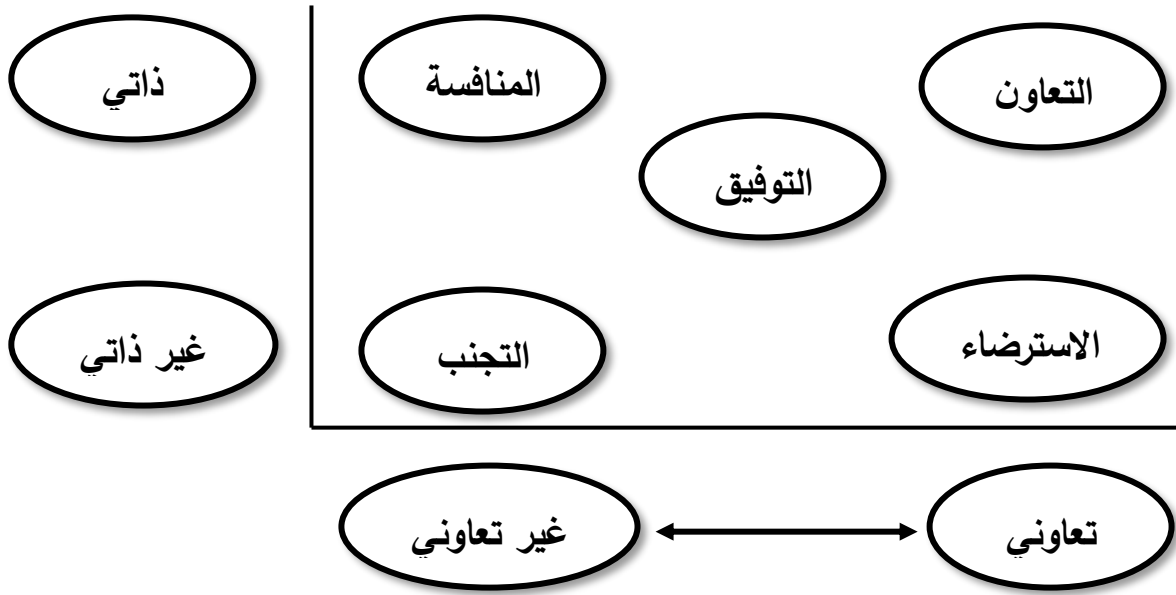 التعاون
المنافسة
ذاتي
التوفيق
الاسترضاء
التجنب
غير ذاتي
تعاوني
غير تعاوني